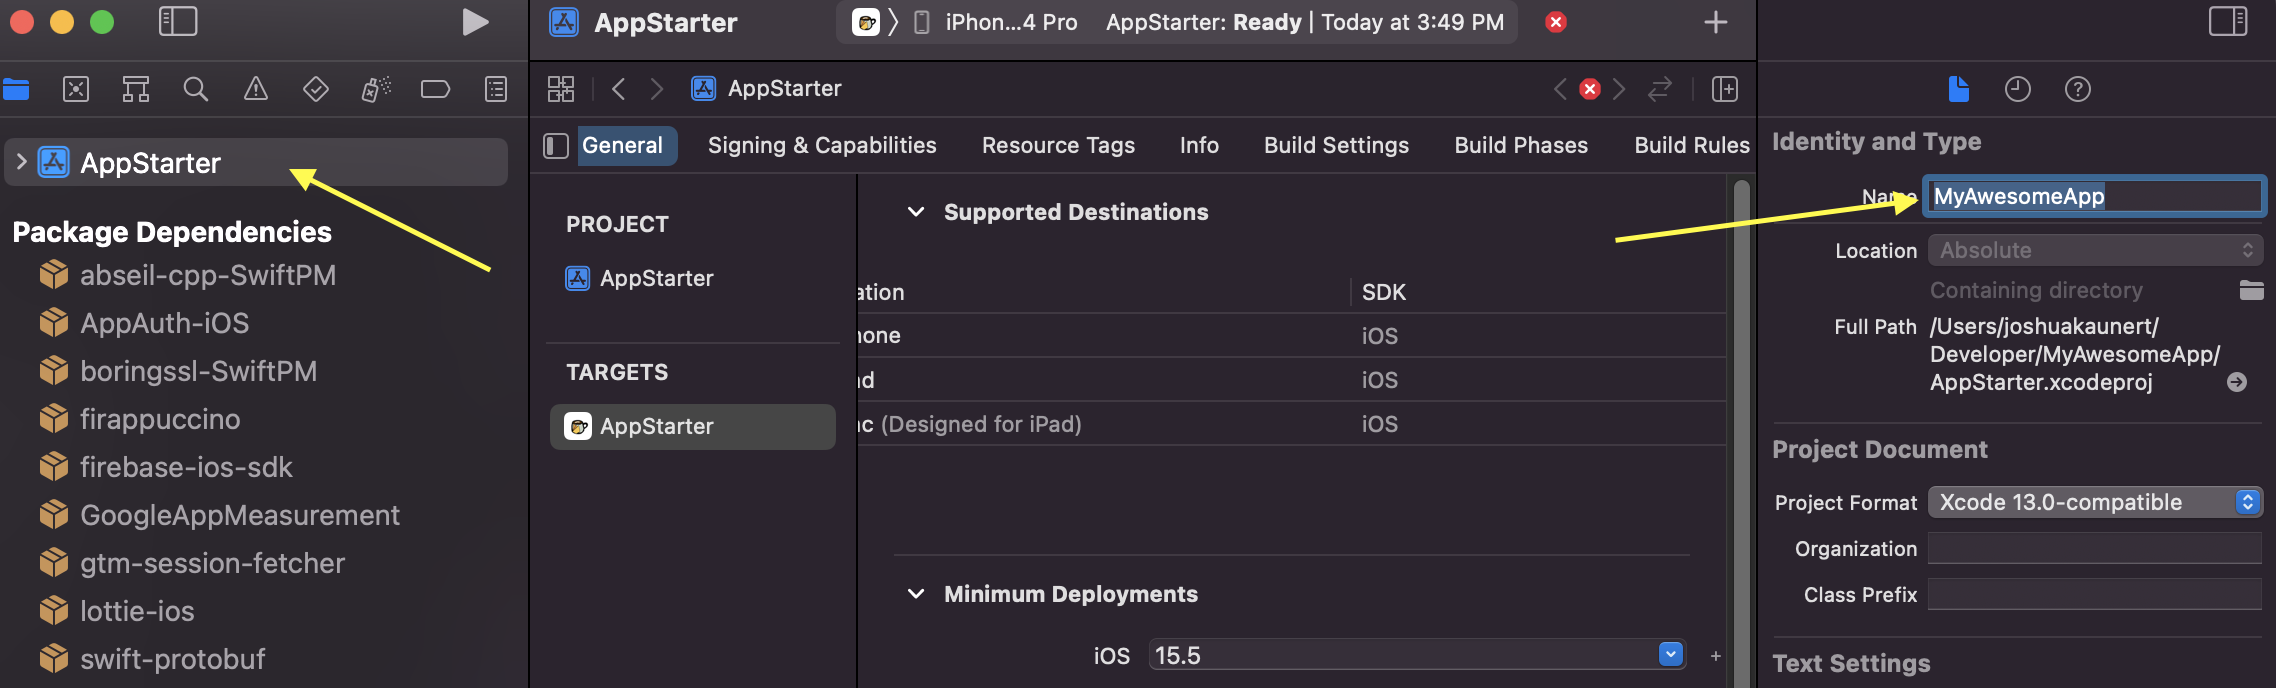 AppStarter
iPhon...4 Pro
AppStarter: Ready | Today at 3:49 PM
AppStarter
General
Signing & Capabilities
Resource Tags
Info
Build Settings
Build Phases
Build Rules
AppStarter
Package Dependencies
abseil-cpp-SwiftPM
AppAuth-iOS
boringssl-SwiftPM
firappuccino
firebase-ios-sdk
GoogleAppMeasurement
gtm-session-fetcher
lottie-ios
swift-protobuf
PROJECT
AppStarter
TARGETS
AppStarter
Supported Destinations
ation SDK
hone iOS
ad iOS
ac (Designed for iPad) iOS
Minimum Deployments
iOS 15.5
Identity and Type
Name MyAwesomeApp
Location Absolute
Containing directory
Full Path /Users/joshuakaunert/
Developer/MyAwesomeApp/
AppStarter.xcodeproj
Project Document
Project Format Xcode 13.0-compatible
Organization
Class Prefix
Text Settings